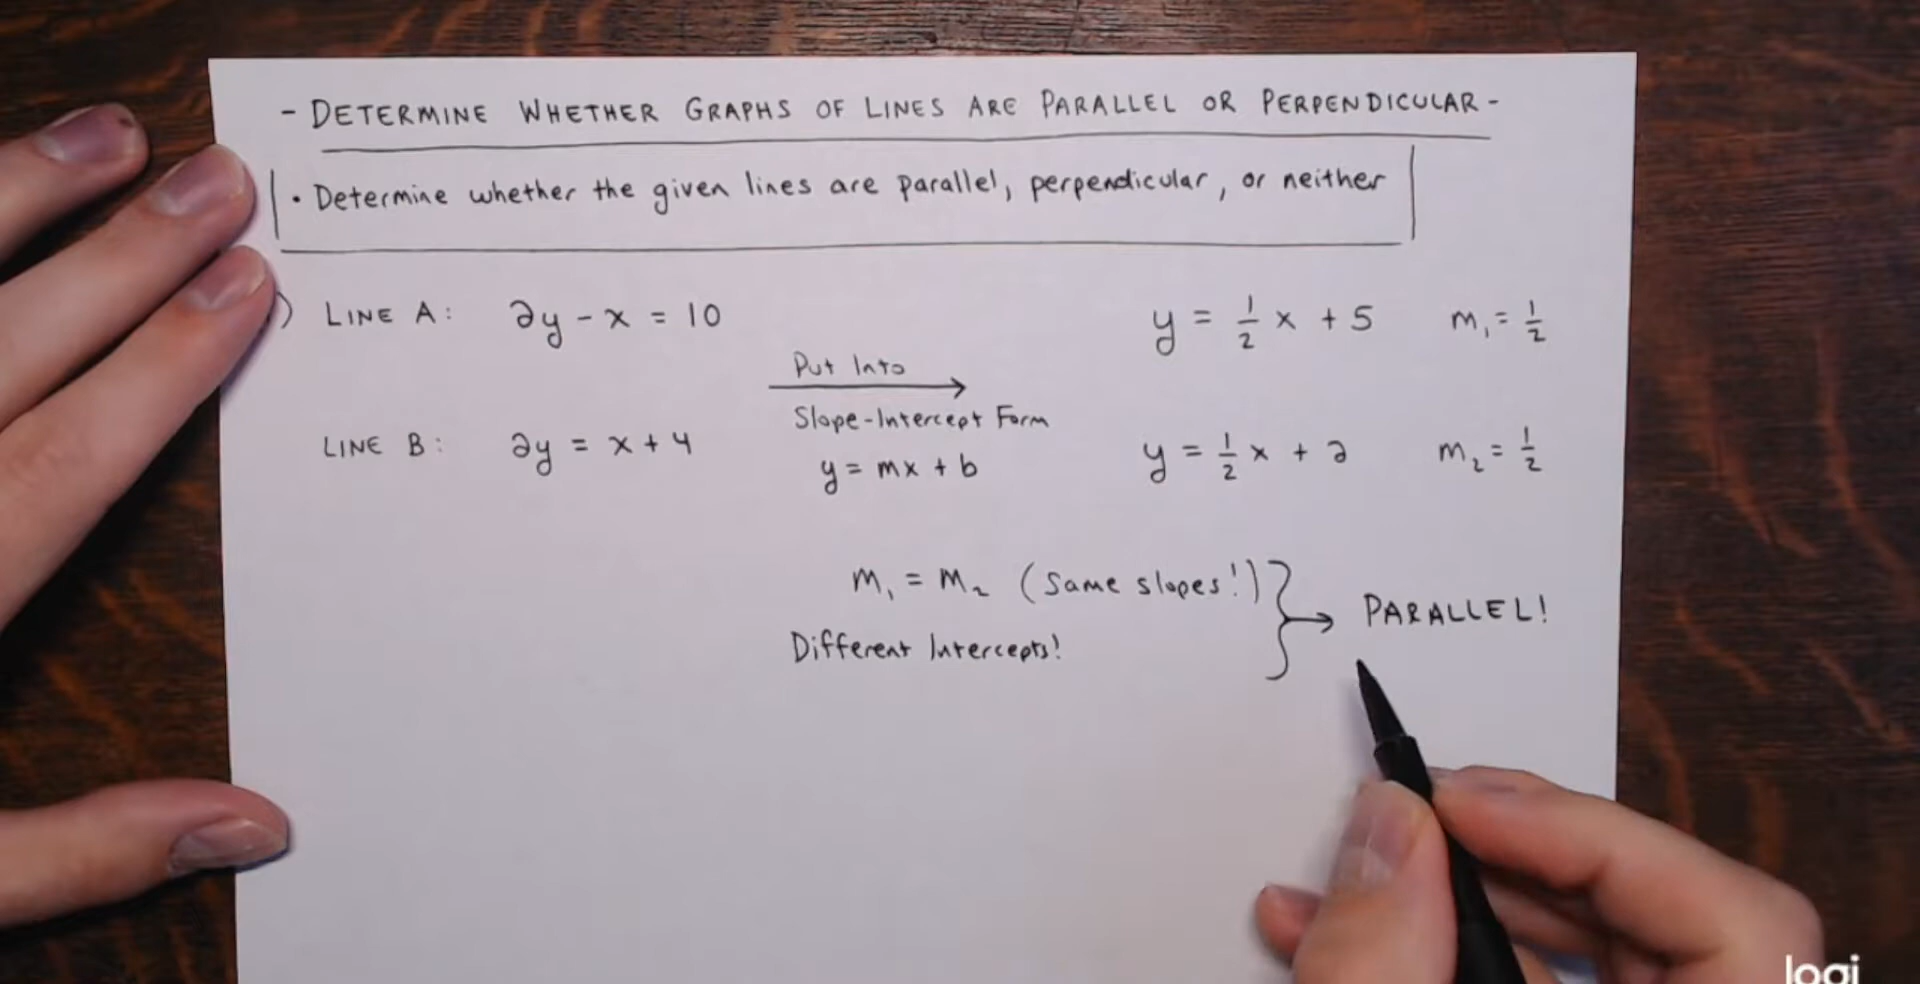 - DETERMINE WHETHER GRAPHS OF LINES ARE PARALLEL OR PERPENDICULAR -
• Determine whether the given lines are parallel, perpendicular, or neither
) LINE A: 2y - x = 10
y = 1/2 x + 5 m₁ = 1/2
Put Into
Slope-Intercept Form
LINE B: 2y = x + 4
y = mx + b
y = 1/2 x + 2 m₂ = 1/2
m₁ = m₂ (Same slopes!)
Different Intercepts!
PARALLEL!
logi